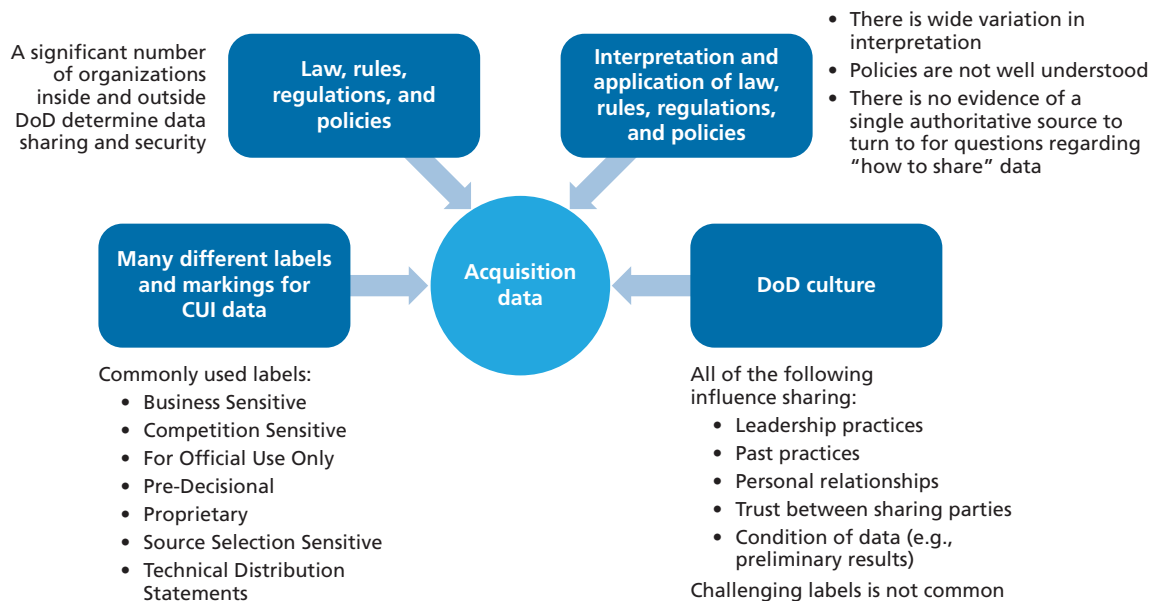 A significant number
of organizations
inside and outside
DoD determine data
sharing and security
Law, rules,
regulations, and
policies
Interpretation and
application of law,
rules, regulations,
and policies
• There is wide variation in
interpretation
• Policies are not well understood
• There is no evidence of a
single authoritative source to
turn to for questions regarding
“how to share” data
Many different labels
and markings for
CUI data
Acquisition
data
DoD culture
Commonly used labels:
• Business Sensitive
• Competition Sensitive
• For Official Use Only
• Pre-Decisional
• Proprietary
• Source Selection Sensitive
• Technical Distribution
Statements
All of the following
influence sharing:
• Leadership practices
• Past practices
• Personal relationships
• Trust between sharing parties
• Condition of data (e.g.,
preliminary results)
Challenging labels is not common